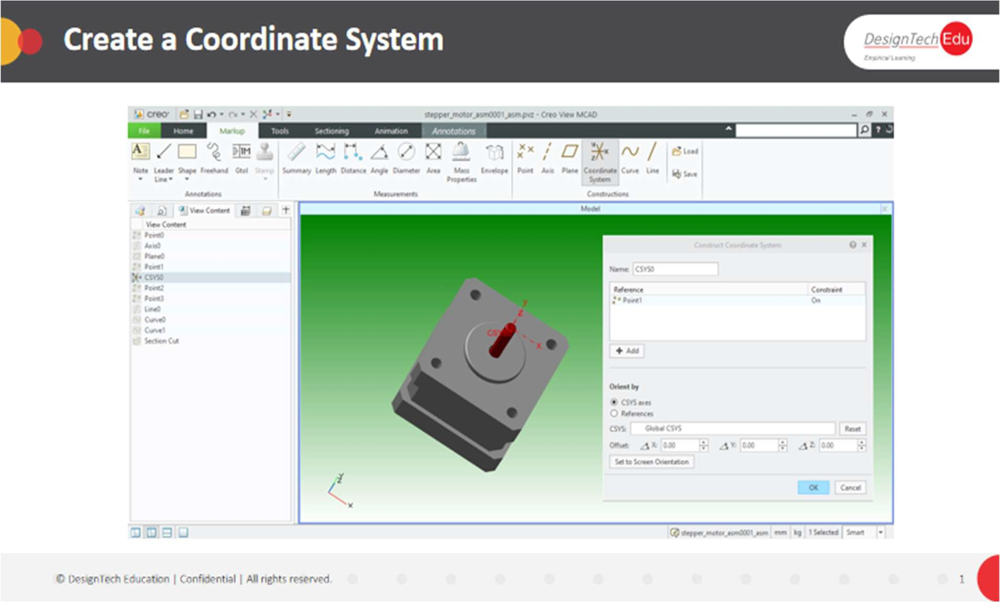 Create a Coordinate System
DesignTech Edu
Empirical Learning
creo
stepper_motor_asm0001_asm.pvz - Creo View MCAD
File Home Markup Tools Sectioning Animation Annotations
Note Leader Line Shape Freehand Gtol Stamp Summary Length Distance Angle Diameter Area Mass Properties Envelope Point Axis Plane Coordinate System Curve Line Load
Save
Annotations Measurements Constructions
View Content
Model
View Content
Point0
Axis0
Plane0
Point1
CSYS0
Point2
Point3
Line0
Curve0
Curve1
Section Cut
y
z
x
Y
Z
X
Construct Coordinate System
Name: CSYS0
Reference Constraint
Point1 On
+ Add
Orient by
CSYS axes
References
CSYS: Global CSYS Reset
Offset: X: 0.00 Y: 0.00 Z: 0.00
Set to Screen Orientation
OK Cancel
stepper_motor_asm0001_asm mm kg 1 Selected Smart
© DesignTech Education | Confidential | All rights reserved.
1